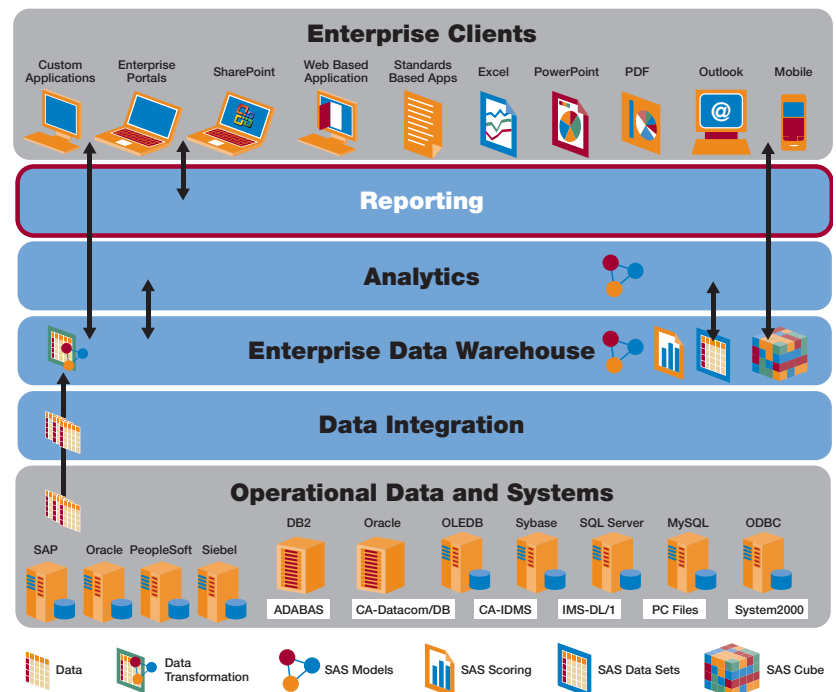 Enterprise Clients
Custom
Applications
Enterprise
Portals
SharePoint
Web Based
Application
Standards
Based Apps
Excel
PowerPoint
PDF
Outlook
Mobile
@
Reporting
Analytics
Enterprise Data Warehouse
Data Integration
Operational Data and Systems
SAP
Oracle
PeopleSoft
Siebel
DB2
Oracle
OLEDB
Sybase
SQL Server
MySQL
ODBC
ADABAS
CA-Datacom/DB
CA-IDMS
IMS-DL/1
PC Files
System2000
Data
Data
Transformation
SAS Models
SAS Scoring
SAS Data Sets
SAS Cube